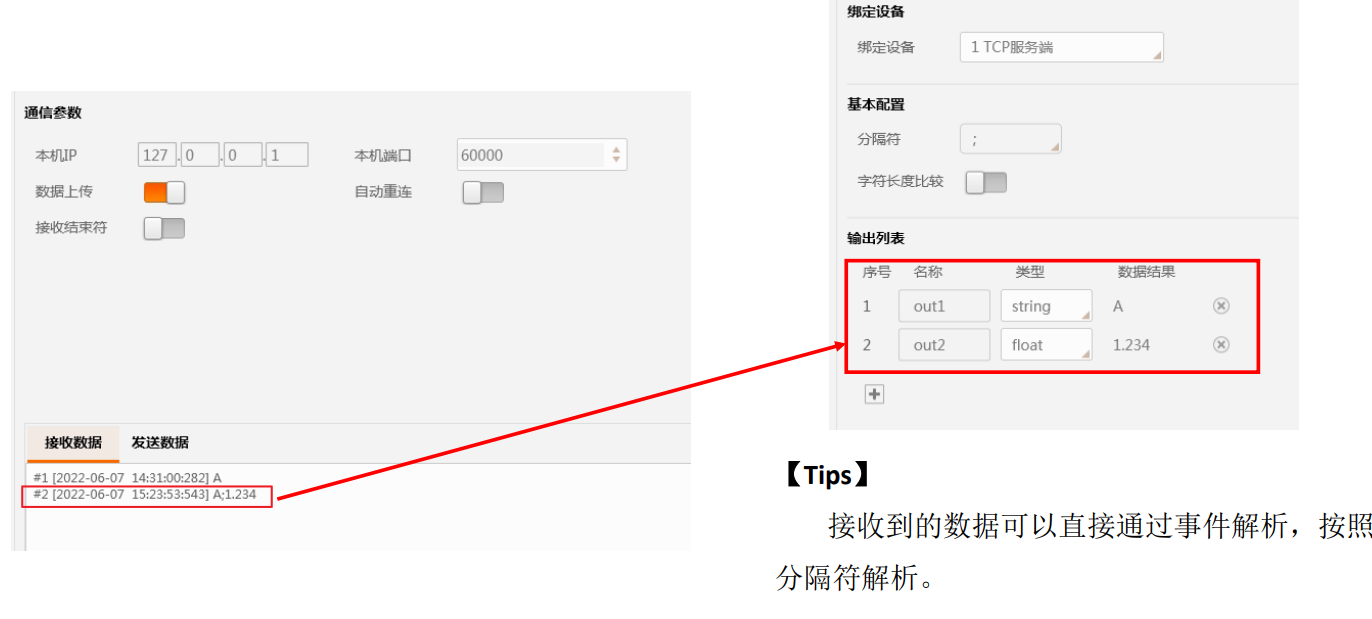 通信参数
本机IP 127.0.0.1 本机端口 60000
数据上传 自动重连
接收结束符
接收数据 发送数据
#1 [2022-06-07 14:31:00:282] A
#2 [2022-06-07 15:23:53:543] A;1.234
绑定设备
绑定设备 1 TCP服务端
基本配置
分隔符 ;
字符长度比较
输出列表
序号 名称 类型 数据结果
1 out1 string A
2 out2 float 1.234
【Tips】
接收到的数据可以直接通过事件解析，按照
分隔符解析。